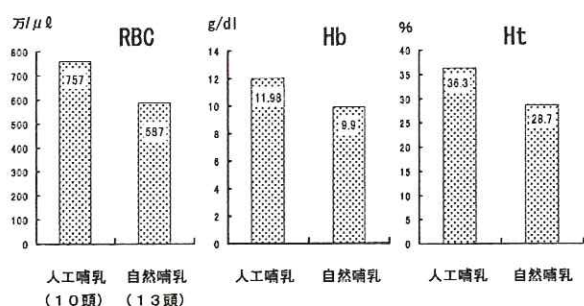 万/μℓ
RBC
800
700
600
500
400
300
200
100
0
757
587
人工哺乳
(10頭)
自然哺乳
(13頭)
g/dl
Hb
14
12
10
8
6
4
2
0
11.98
9.9
人工哺乳
自然哺乳
%
Ht
40
35
30
25
20
15
10
5
0
36.3
28.7
人工哺乳
自然哺乳